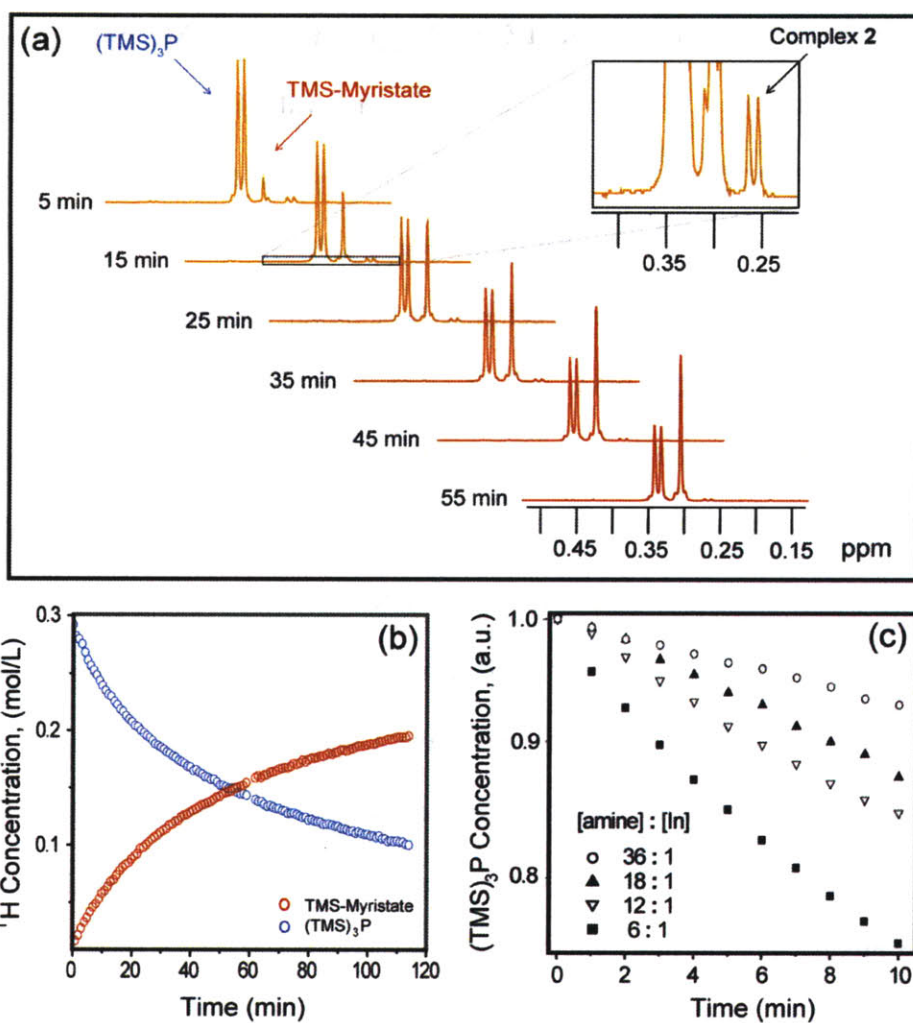 (a)
(TMS)₃P
TMS-Myristate
Complex 2
5 min
15 min
25 min
35 min
45 min
55 min
0.35 0.25
0.45 0.35 0.25 0.15 ppm
(b)
¹H Concentration, (mol/L)
0.3
0.2
0.1
TMS-Myristate
(TMS)₃P
0 20 40 60 80 100 120
Time (min)
(c)
(TMS)₃P Concentration, (a.u.)
1.0
0.9
0.8
[amine] : [In]
36 : 1
18 : 1
12 : 1
6 : 1
0 2 4 6 8 10
Time (min)